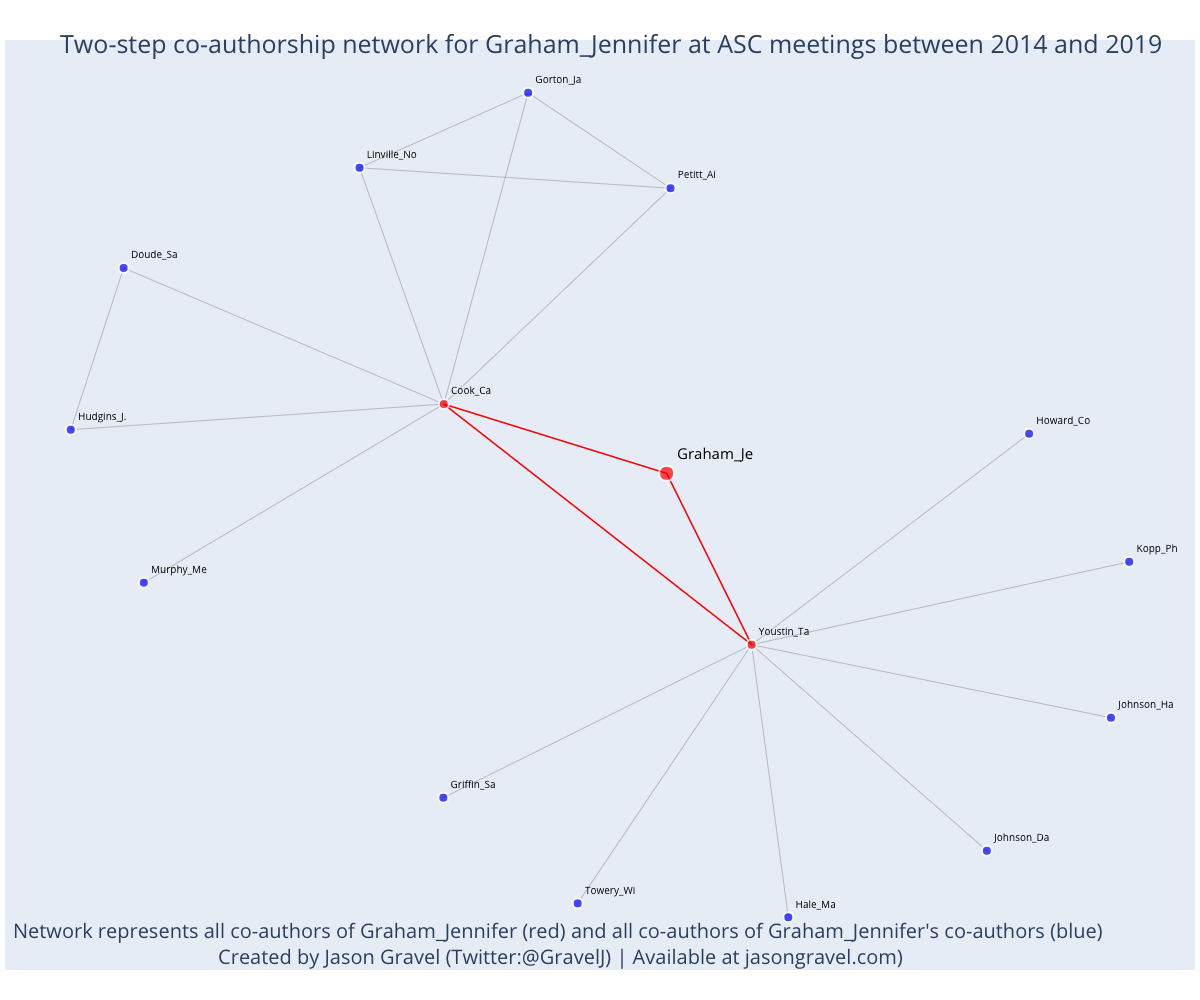 Two-step co-authorship network for Graham_Jennifer at ASC meetings between 2014 and 2019
Gorton_Ja
Linville_No
Petitt_Ai
Doude_Sa
Cook_Ca
Hudgins_J.
Howard_Co
Graham_Je
Kopp_Ph
Murphy_Me
Youstin_Ta
Johnson_Ha
Griffin_Sa
Johnson_Da
Towery_Wi
Hale_Ma
Network represents all co-authors of Graham_Jennifer (red) and all co-authors of Graham_Jennifer's co-authors (blue)
Created by Jason Gravel (Twitter:@GravelJ) | Available at jasongravel.com)